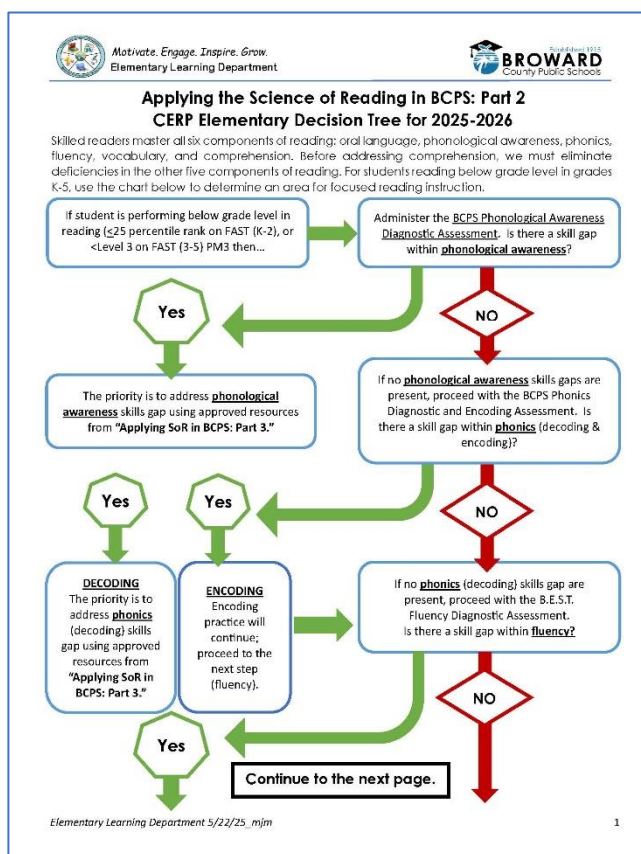 Motivate. Engage. Inspire. Grow.
Elementary Learning Department
Established 1915
BROWARD
County Public Schools
Applying the Science of Reading in BCPS: Part 2
CERP Elementary Decision Tree for 2025-2026
Skilled readers master all six components of reading: oral language, phonological awareness, phonics,
fluency, vocabulary, and comprehension. Before addressing comprehension, we must eliminate
deficiencies in the other five components of reading. For students reading below grade level in grades
K-5, use the chart below to determine an area for focused reading instruction.
If student is performing below grade level in
reading (≤25 percentile rank on FAST (K-2), or
<Level 3 on FAST (3-5) PM3 then…
Administer the BCPS Phonological Awareness
Diagnostic Assessment. Is there a skill gap
within phonological awareness?
Yes
NO
The priority is to address phonological
awareness skills gap using approved resources
from “Applying SoR in BCPS: Part 3.”
If no phonological awareness skills gaps are
present, proceed with the BCPS Phonics
Diagnostic and Encoding Assessment. Is
there a skill gap within phonics (decoding &
encoding)?
Yes
Yes
NO
DECODING
The priority is to
address phonics
(decoding) skills
gap using approved
resources from
“Applying SoR in
BCPS: Part 3.”
ENCODING
Encoding
practice will
continue;
proceed to the
next step
(fluency).
If no phonics (decoding) skills gap are
present, proceed with the B.E.S.T.
Fluency Diagnostic Assessment.
Is there a skill gap within fluency?
Yes
NO
Continue to the next page.
Elementary Learning Department 5/22/25_mjm
1